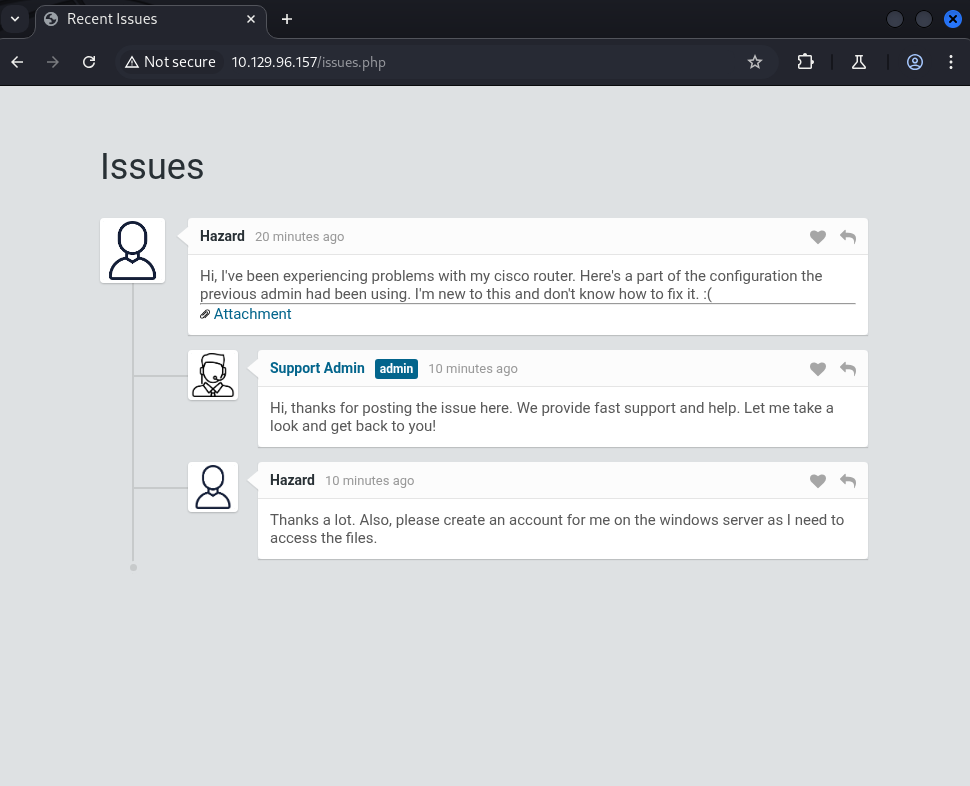 Recent Issues
Not secure 10.129.96.157/issues.php
Issues
Hazard 20 minutes ago
Hi, I've been experiencing problems with my cisco router. Here's a part of the configuration the
previous admin had been using. I'm new to this and don't know how to fix it. :(
Attachment
Support Admin admin 10 minutes ago
Hi, thanks for posting the issue here. We provide fast support and help. Let me take a
look and get back to you!
Hazard 10 minutes ago
Thanks a lot. Also, please create an account for me on the windows server as I need to
access the files.